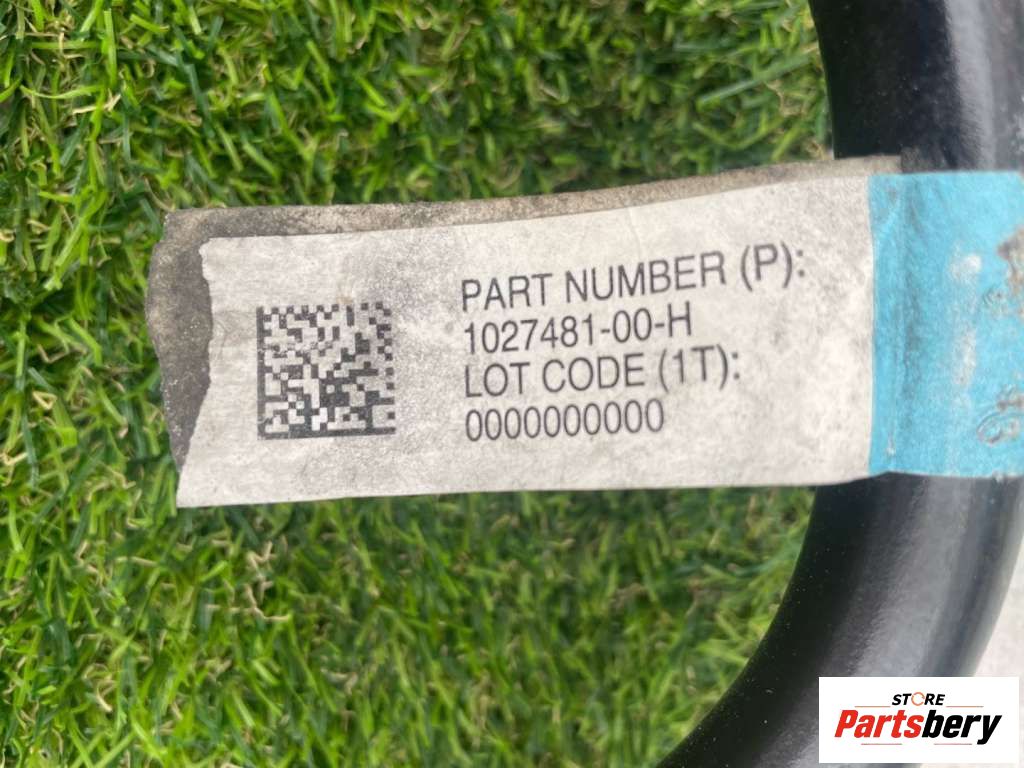 PART NUMBER (P):
1027481-00-H
LOT CODE (1T):
0000000000
STORE
Partsbery